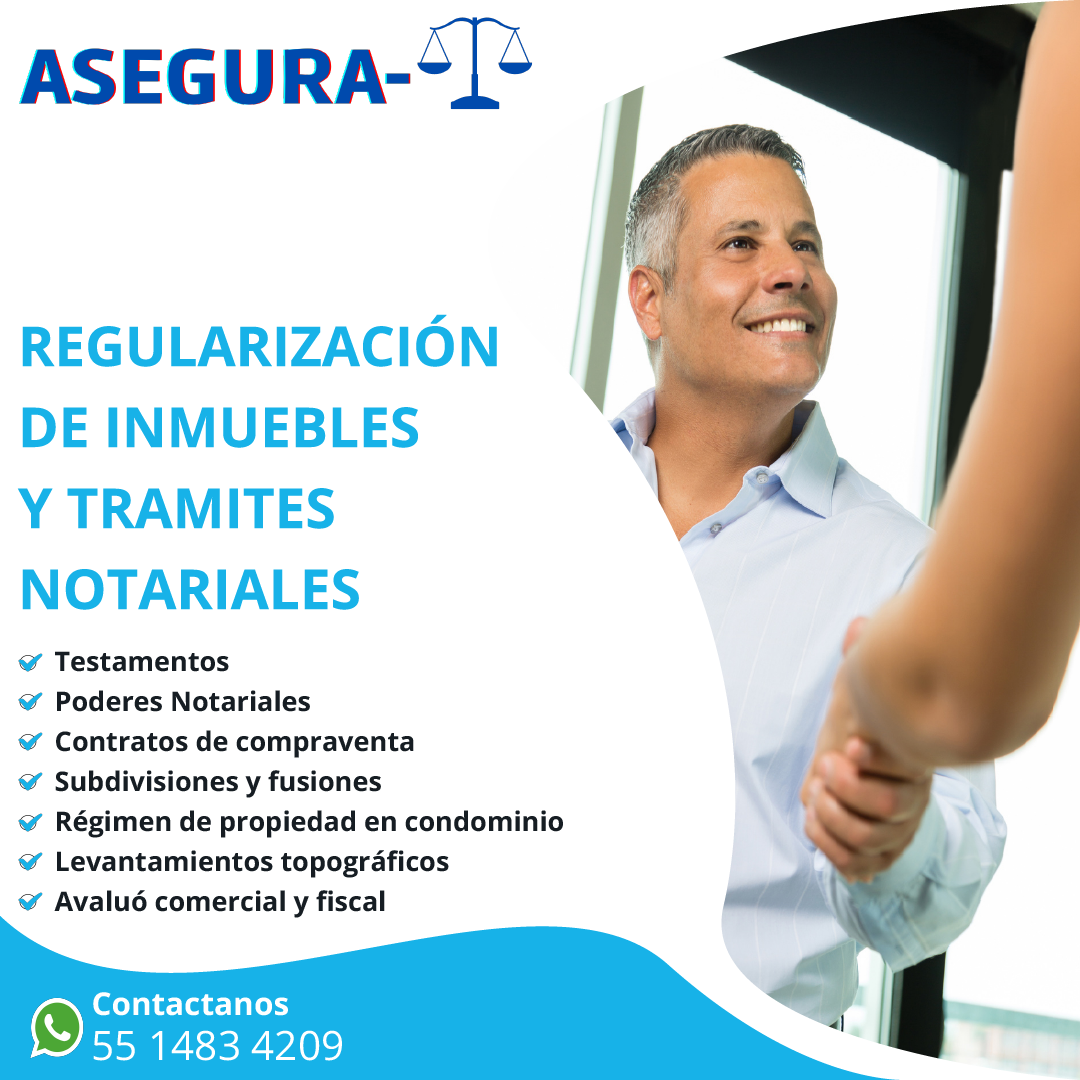 ASEGURA-
REGULARIZACIÓN
DE INMUEBLES
Y TRAMITES
NOTARIALES
Testamentos
Poderes Notariales
Contratos de compraventa
Subdivisiones y fusiones
Régimen de propiedad en condominio
Levantamientos topográficos
Avaluó comercial y fiscal
Contactanos
55 1483 4209